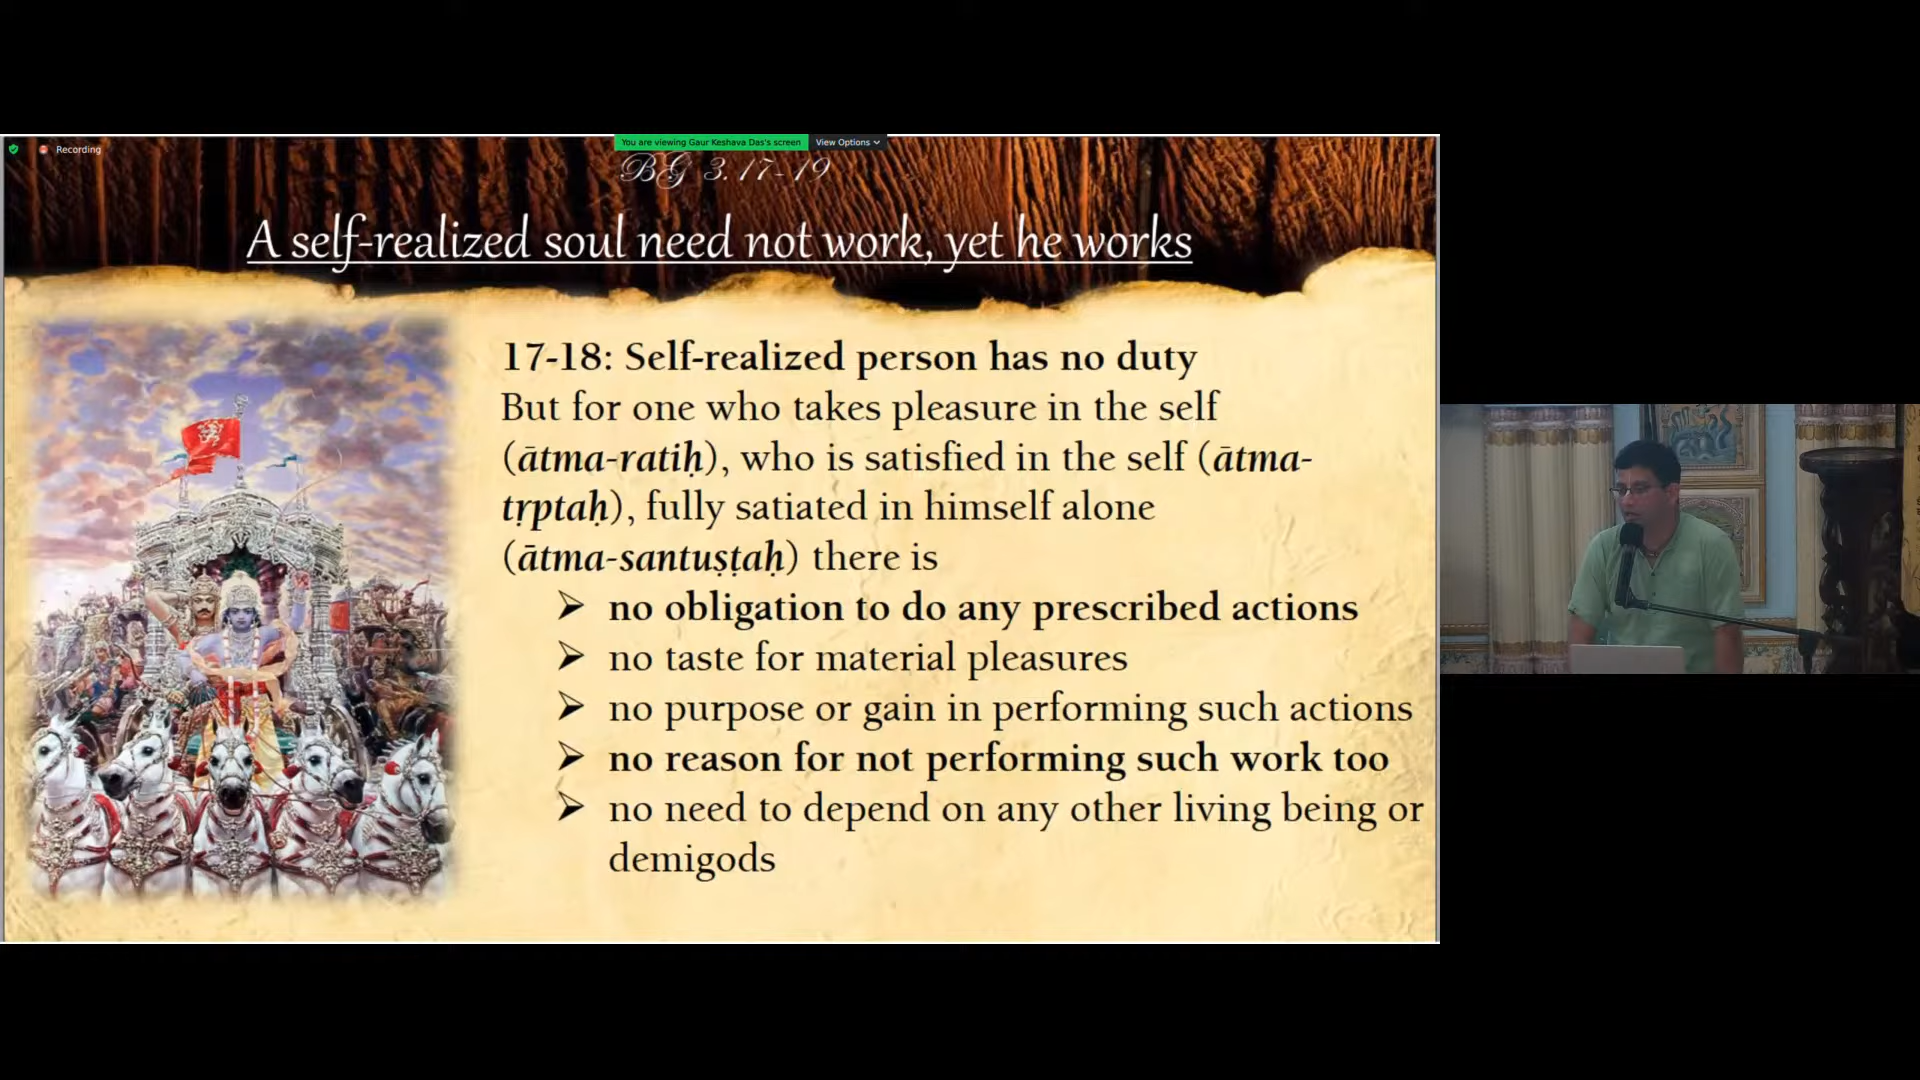 Recording
You are viewing Gaur Keshava Das's screen
View Options
BG 3.17-19
A self-realized soul need not work, yet he works
17-18: Self-realized person has no duty
But for one who takes pleasure in the self
(ātma-ratiḥ), who is satisfied in the self (ātma-
tṛptaḥ), fully satiated in himself alone
(ātma-santuṣṭaḥ) there is
➤ no obligation to do any prescribed actions
➤ no taste for material pleasures
➤ no purpose or gain in performing such actions
➤ no reason for not performing such work too
➤ no need to depend on any other living being or
demigods